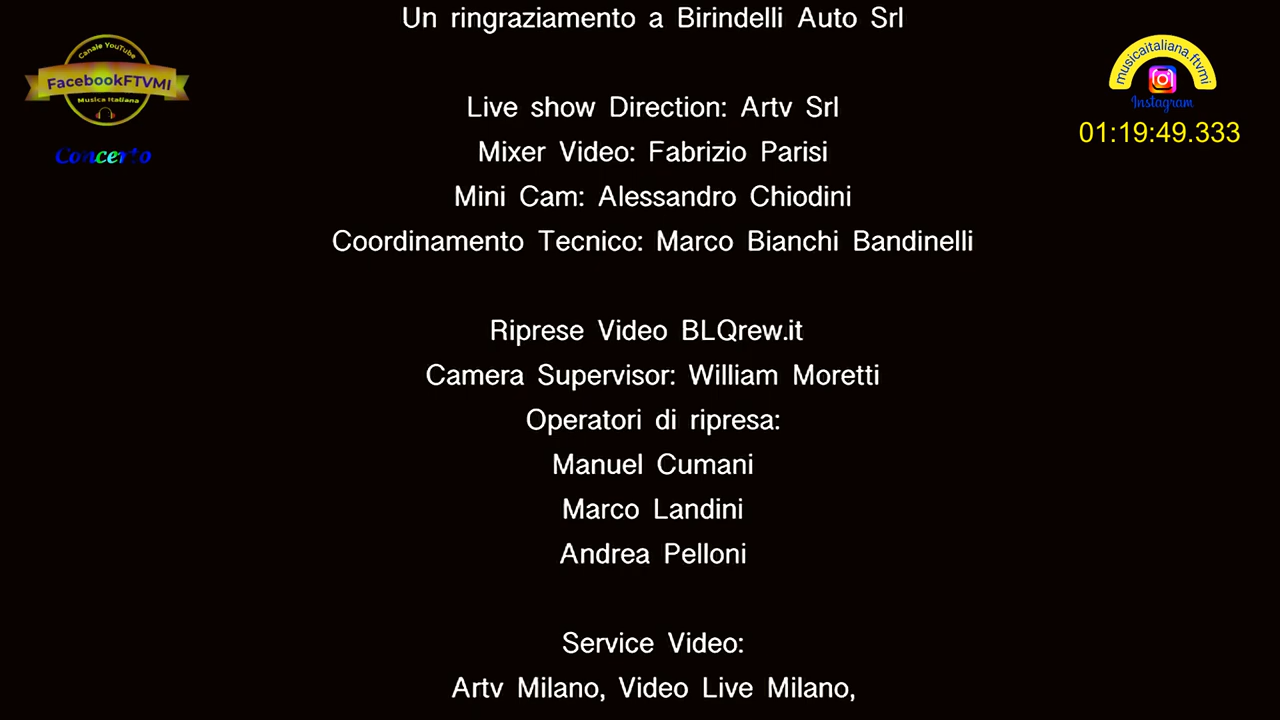 Un ringraziamento a Birindelli Auto Srl
Canale YouTube
FacebookFTVMI
Musica Italiana
Concerto
musicaitaliana.ftvmi
Instagram
01:19:49.333
Live show Direction: Artv Srl
Mixer Video: Fabrizio Parisi
Mini Cam: Alessandro Chiodini
Coordinamento Tecnico: Marco Bianchi Bandinelli
Riprese Video BLQrew.it
Camera Supervisor: William Moretti
Operatori di ripresa:
Manuel Cumani
Marco Landini
Andrea Pelloni
Service Video:
Artv Milano, Video Live Milano,